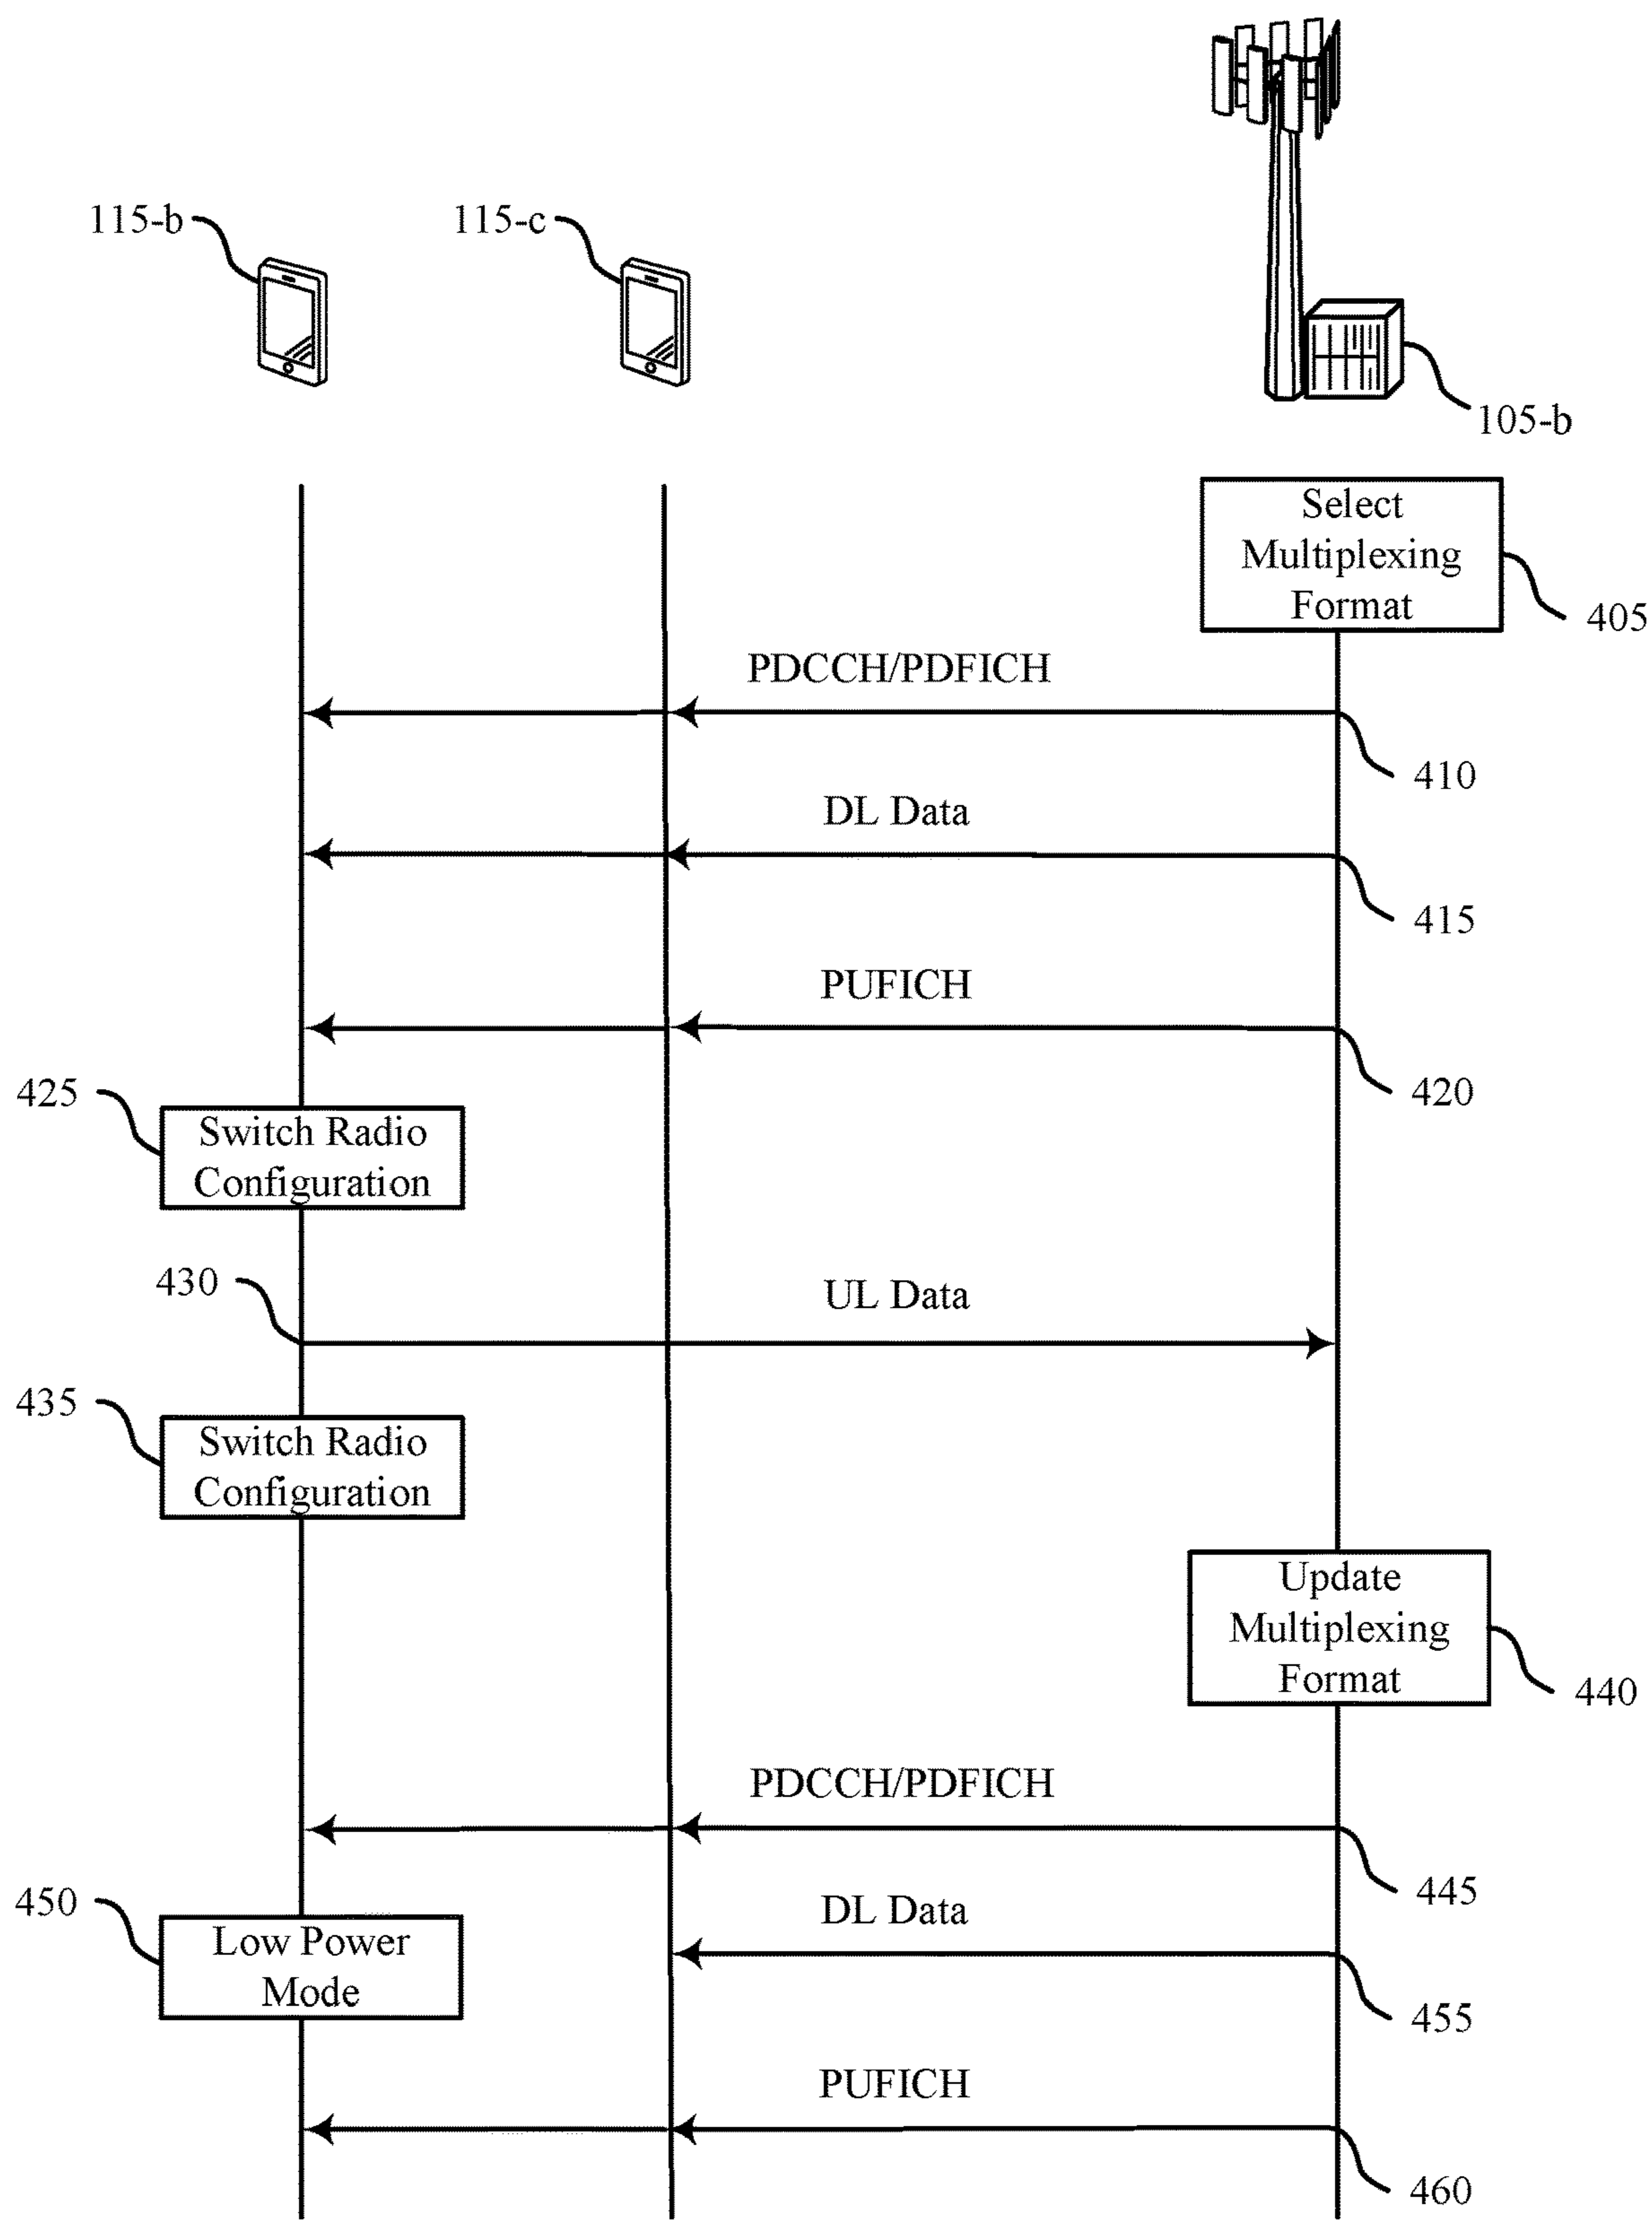 115-b
115-c
105-b
Select
Multiplexing
Format
405
PDCCH/PDFICH
410
DL Data
415
PUFICH
420
425
Switch Radio
Configuration
430
UL Data
435
Switch Radio
Configuration
Update
Multiplexing
Format
440
PDCCH/PDFICH
445
450
Low Power
Mode
DL Data
455
PUFICH
460